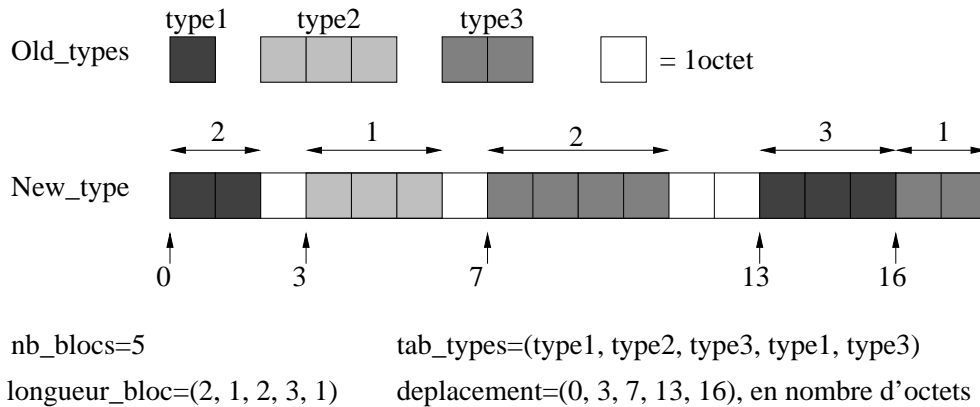 type1 type2 type3
Old_types = 1octet
2 1 2 3 1
New_type
0 3 7 13 16
nb_blocs=5 tab_types=(type1, type2, type3, type1, type3)
longueur_bloc=(2, 1, 2, 3, 1) deplacement=(0, 3, 7, 13, 16), en nombre d'octets